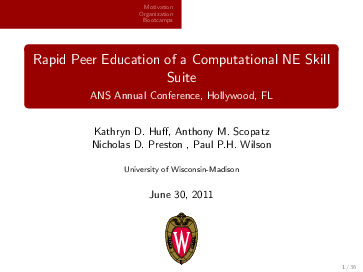 Motivation
Organization
Bootcamps
Rapid Peer Education of a Computational NE Skill
Suite
ANS Annual Conference, Hollywood, FL
Kathryn D. Huff, Anthony M. Scopatz
Nicholas D. Preston , Paul P.H. Wilson
University of Wisconsin-Madison
June 30, 2011
W
1 / 36